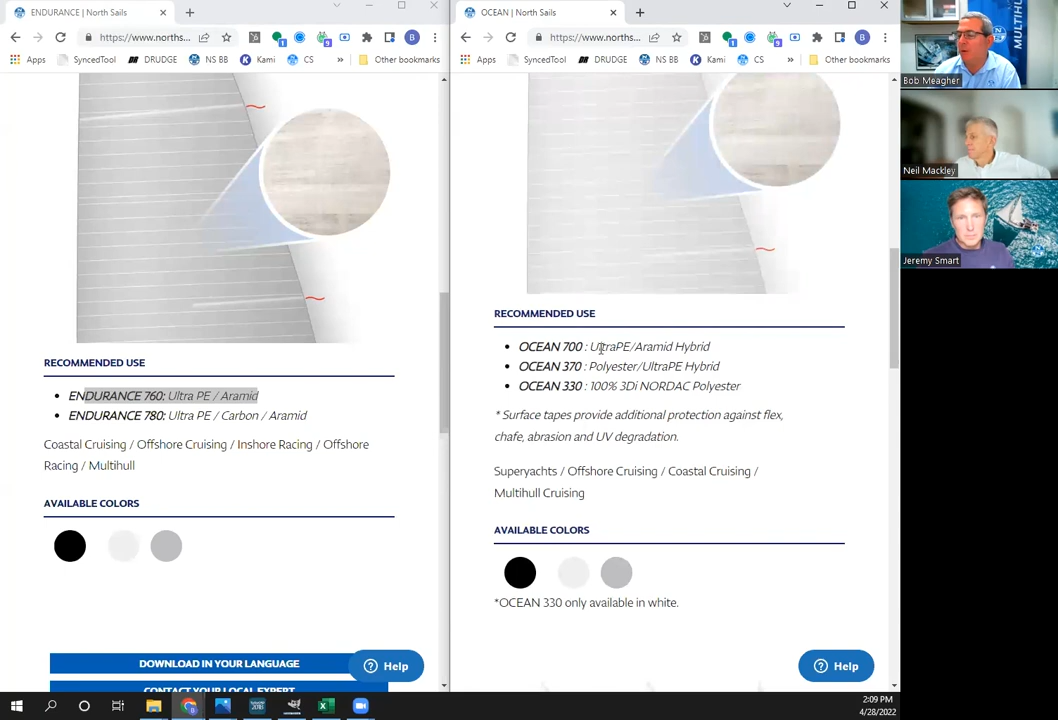 ENDURANCE | North Sails
https://www.norths...
Apps SyncedTool DRUDGE NS BB Kami CS » Other bookmarks
RECOMMENDED USE
ENDURANCE 760: Ultra PE / Aramid
ENDURANCE 780: Ultra PE / Carbon / Aramid
Coastal Cruising / Offshore Cruising / Inshore Racing / Offshore
Racing / Multihull
AVAILABLE COLORS
DOWNLOAD IN YOUR LANGUAGE
CONTACT YOUR LOCAL EXPERT
Help
OCEAN | North Sails
https://www.norths...
Apps SyncedTool DRUDGE NS BB Kami CS » Other bookmarks
RECOMMENDED USE
OCEAN 700 : UltraPE/Aramid Hybrid
OCEAN 370 : Polyester/UltraPE Hybrid
OCEAN 330 : 100% 3Di NORDAC Polyester
* Surface tapes provide additional protection against flex,
chafe, abrasion and UV degradation.
Superyachts / Offshore Cruising / Coastal Cruising /
Multihull Cruising
AVAILABLE COLORS
*OCEAN 330 only available in white.
Help
MULTIHU
Bob Meagher
Neil Mackley
Jeremy Smart
2:09 PM
4/28/2022